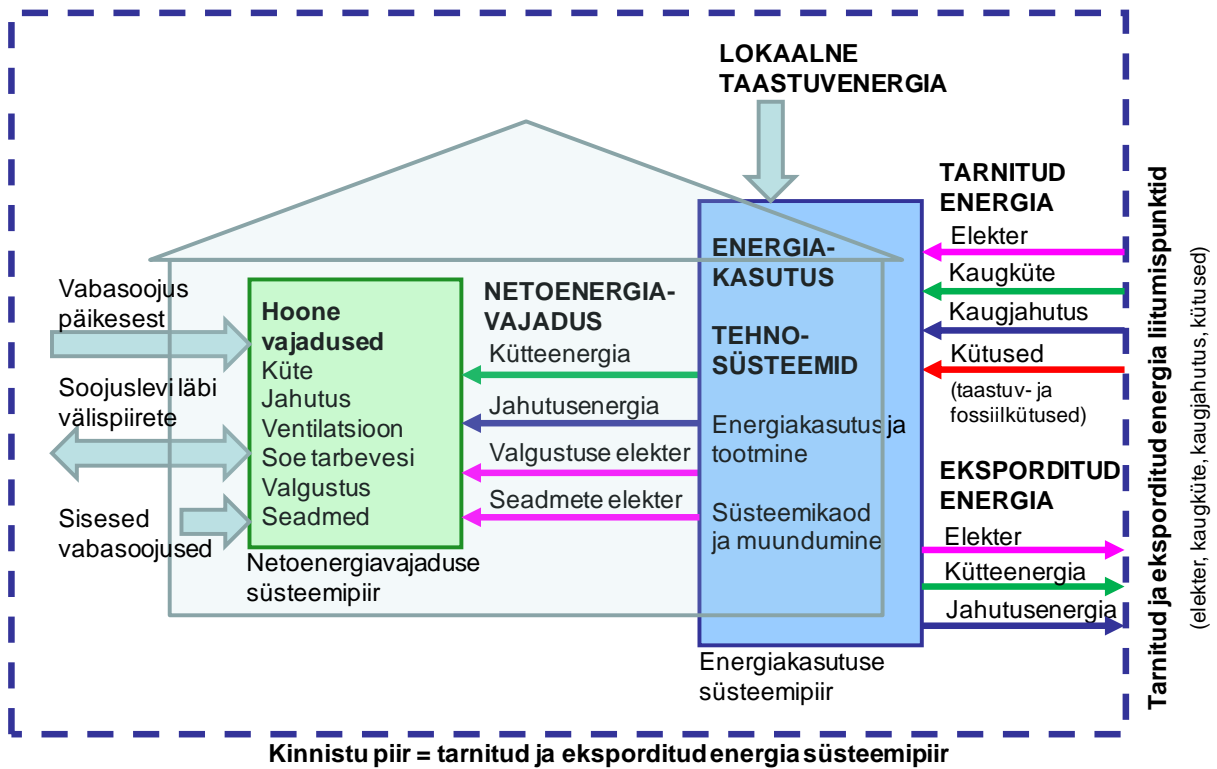 LOKAALNE
TAASTUVENERGIA
TARNITUD
ENERGIA
Elekter
Kaugküte
Kaugjahutus
Kütused
(taastuv- ja
fossiilkütused)
EKSPORDITUD
ENERGIA
Elekter
Kütteenergia
Jahutusenergia
ENERGIA-
KASUTUS
TEHNO-
SÜSTEEMID
Energiakasutus ja
tootmine
Süsteemikaod
ja muundumine
Energiakasutuse
süsteemipiir
NETOENERGIA-
VAJADUS
Kütteenergia
Jahutusenergia
Valgustuse elekter
Seadmete elekter
Hoone
vajadused
Küte
Jahutus
Ventilatsioon
Soe tarbevesi
Valgustus
Seadmed
Netoenergiavajaduse
süsteemipiir
Vabasoojus
päikesest
Soojuslevi läbi
välispiirete
Sisesed
vabasoojused
Tarnitud ja eksporditud energia liitumispunktid
(elekter, kaugküte, kaugjahutus, kütused)
Kinnistu piir = tarnitud ja eksporditud energia süsteemipiir